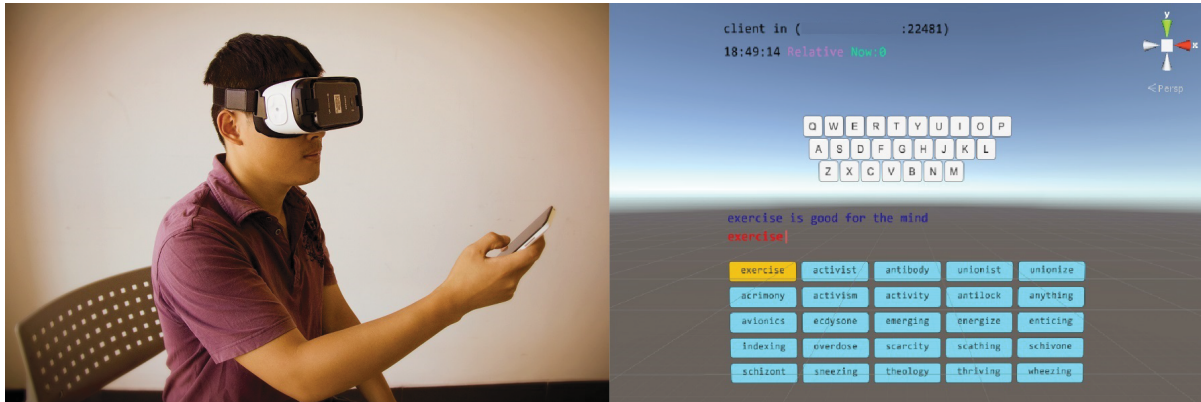 client in ( :22481)
18:49:14 Relative Now:0
y
x
< Persp
Q W E R T Y U I O P
A S D F G H J K L
Z X C V B N M
exercise is good for the mind
exercise
exercise activist antibody unionist unionize
acrimony activism activity antilock anything
avionics ecdysone emerging energize enticing
indexing overdose scarcity scathing schivone
schizont sneezing theology thriving wheezing